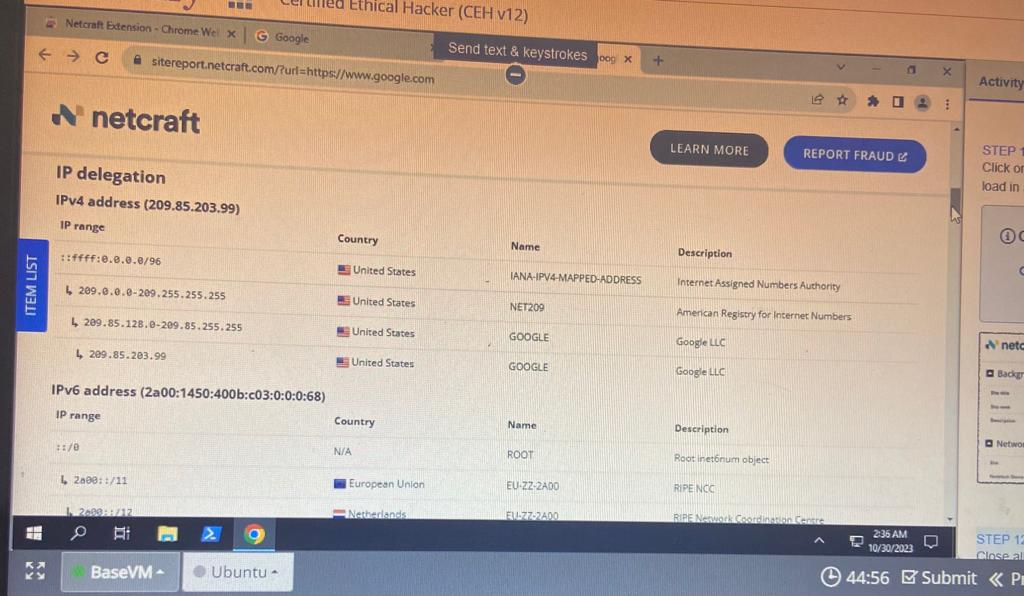 Certified Ethical Hacker (CEH v12)
Netcraft Extension - Chrome We
Google
Send text & keystrokes
sitereport.netcraft.com/?url=https://www.google.com
netcraft
LEARN MORE
REPORT FRAUD
IP delegation
IPv4 address (209.85.203.99)
IP range Country Name Description
::ffff:0.0.0.0/96 United States IANA-IPV4-MAPPED-ADDRESS Internet Assigned Numbers Authority
↳ 209.0.0.0-209.255.255.255 United States NET209 American Registry for Internet Numbers
↳ 209.85.128.0-209.85.255.255 United States GOOGLE Google LLC
↳ 209.85.203.99 United States GOOGLE Google LLC
IPv6 address (2a00:1450:400b:c03:0:0:0:68)
IP range Country Name Description
::/0 N/A ROOT Root inet6num object
↳ 2a00::/11 European Union EU-ZZ-2A00 RIPE NCC
↳ 2a00::/12 Netherlands EU-ZZ-2A00 RIPE Network Coordination Centre
ITEM LIST
2:36 AM
10/30/2023
BaseVM
Ubuntu
44:56
Submit
Activity
STEP 1
Click
load in
netc
Backgr
Networ
STEP 12
Close al